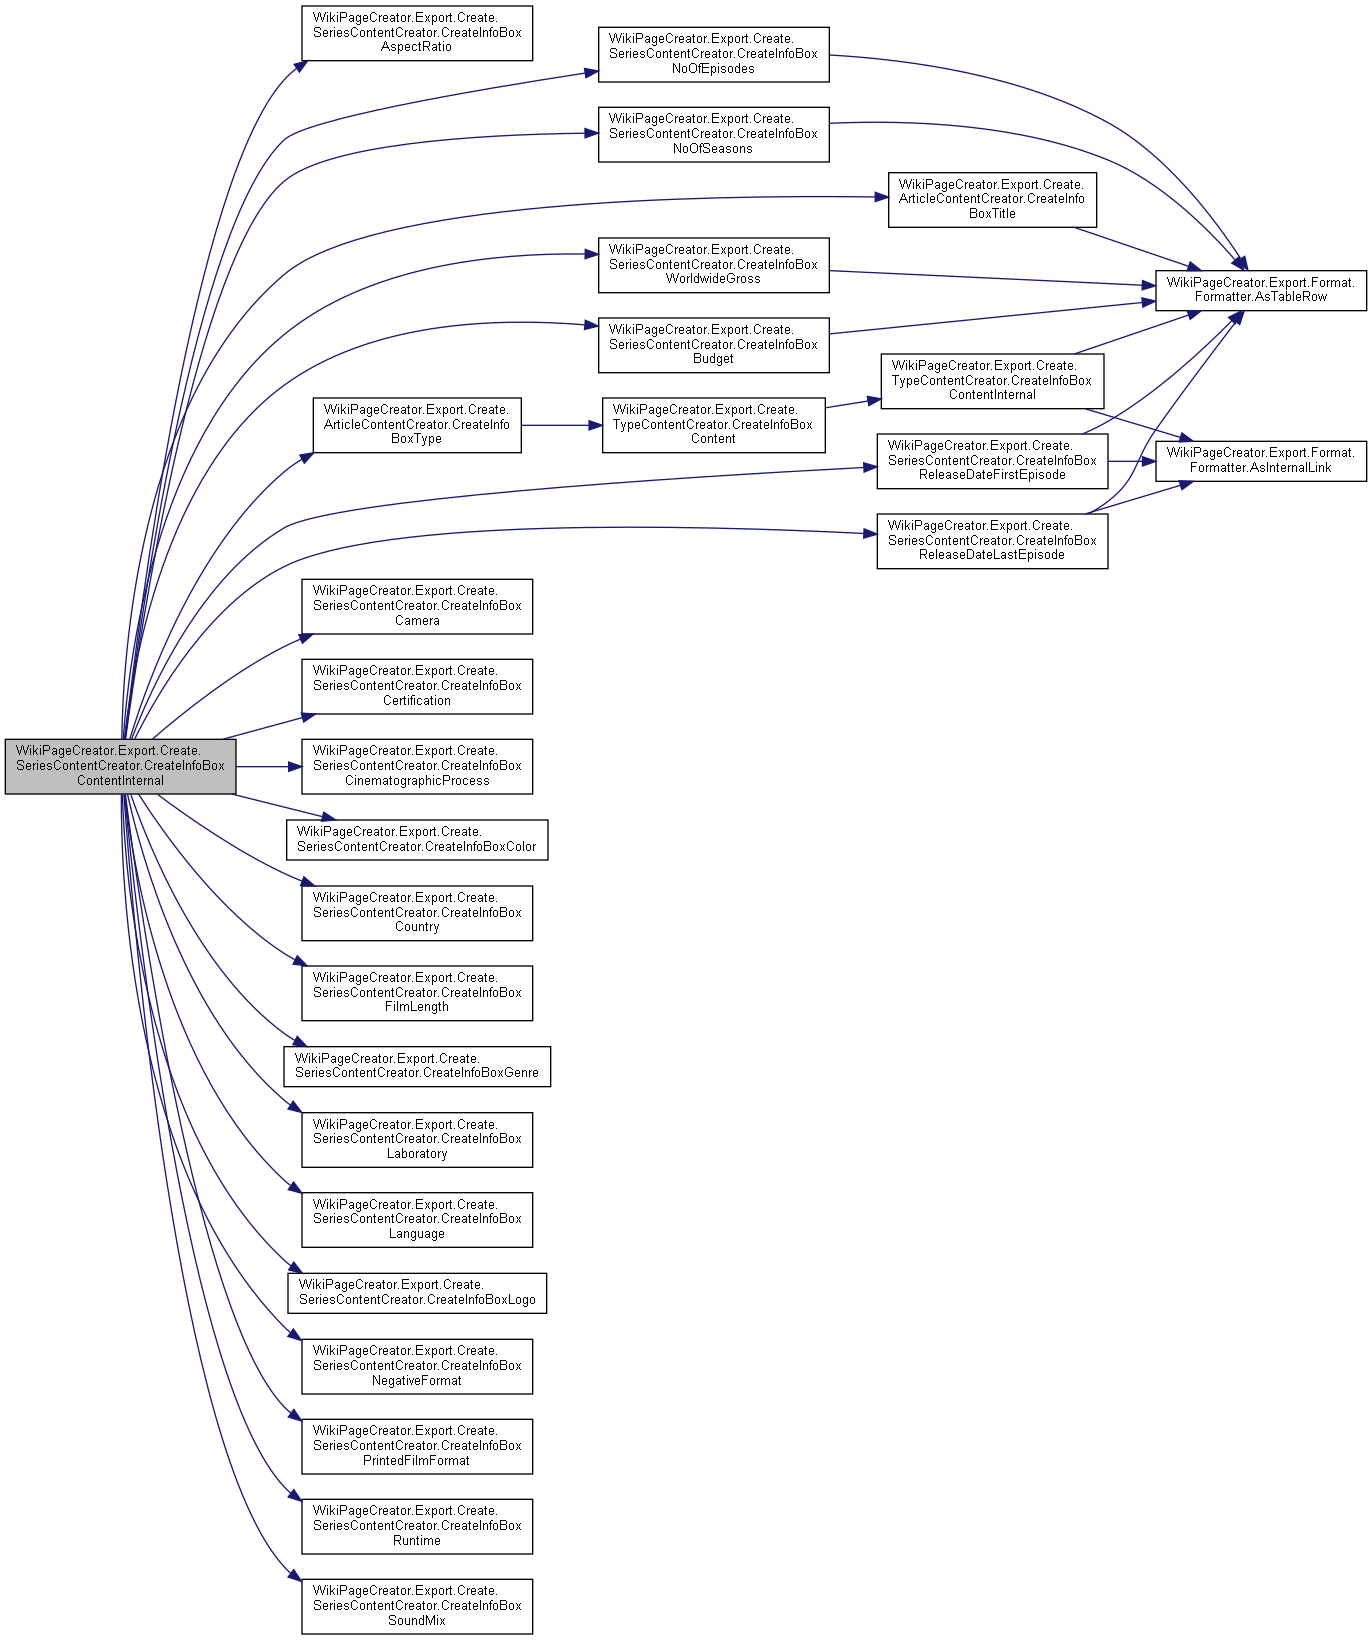 WikiPageCreator.Export.Create.
SeriesContentCreator.CreateInfoBox
AspectRatio
WikiPageCreator.Export.Create.
SeriesContentCreator.CreateInfoBox
NoOfEpisodes
WikiPageCreator.Export.Create.
SeriesContentCreator.CreateInfoBox
NoOfSeasons
WikiPageCreator.Export.Create.
ArticleContentCreator.CreateInfo
BoxTitle
WikiPageCreator.Export.Create.
SeriesContentCreator.CreateInfoBox
WorldwideGross
WikiPageCreator.Export.Format.
Formatter.AsTableRow
WikiPageCreator.Export.Create.
SeriesContentCreator.CreateInfoBox
Budget
WikiPageCreator.Export.Create.
TypeContentCreator.CreateInfoBox
ContentInternal
WikiPageCreator.Export.Create.
ArticleContentCreator.CreateInfo
BoxType
WikiPageCreator.Export.Create.
TypeContentCreator.CreateInfoBox
Content
WikiPageCreator.Export.Create.
SeriesContentCreator.CreateInfoBox
ReleaseDateFirstEpisode
WikiPageCreator.Export.Format.
Formatter.AsInternalLink
WikiPageCreator.Export.Create.
SeriesContentCreator.CreateInfoBox
ReleaseDateLastEpisode
WikiPageCreator.Export.Create.
SeriesContentCreator.CreateInfoBox
Camera
WikiPageCreator.Export.Create.
SeriesContentCreator.CreateInfoBox
Certification
WikiPageCreator.Export.Create.
SeriesContentCreator.CreateInfoBox
ContentInternal
WikiPageCreator.Export.Create.
SeriesContentCreator.CreateInfoBox
CinematographicProcess
WikiPageCreator.Export.Create.
SeriesContentCreator.CreateInfoBoxColor
WikiPageCreator.Export.Create.
SeriesContentCreator.CreateInfoBox
Country
WikiPageCreator.Export.Create.
SeriesContentCreator.CreateInfoBox
FilmLength
WikiPageCreator.Export.Create.
SeriesContentCreator.CreateInfoBoxGenre
WikiPageCreator.Export.Create.
SeriesContentCreator.CreateInfoBox
Laboratory
WikiPageCreator.Export.Create.
SeriesContentCreator.CreateInfoBox
Language
WikiPageCreator.Export.Create.
SeriesContentCreator.CreateInfoBoxLogo
WikiPageCreator.Export.Create.
SeriesContentCreator.CreateInfoBox
NegativeFormat
WikiPageCreator.Export.Create.
SeriesContentCreator.CreateInfoBox
PrintedFilmFormat
WikiPageCreator.Export.Create.
SeriesContentCreator.CreateInfoBox
Runtime
WikiPageCreator.Export.Create.
SeriesContentCreator.CreateInfoBox
SoundMix